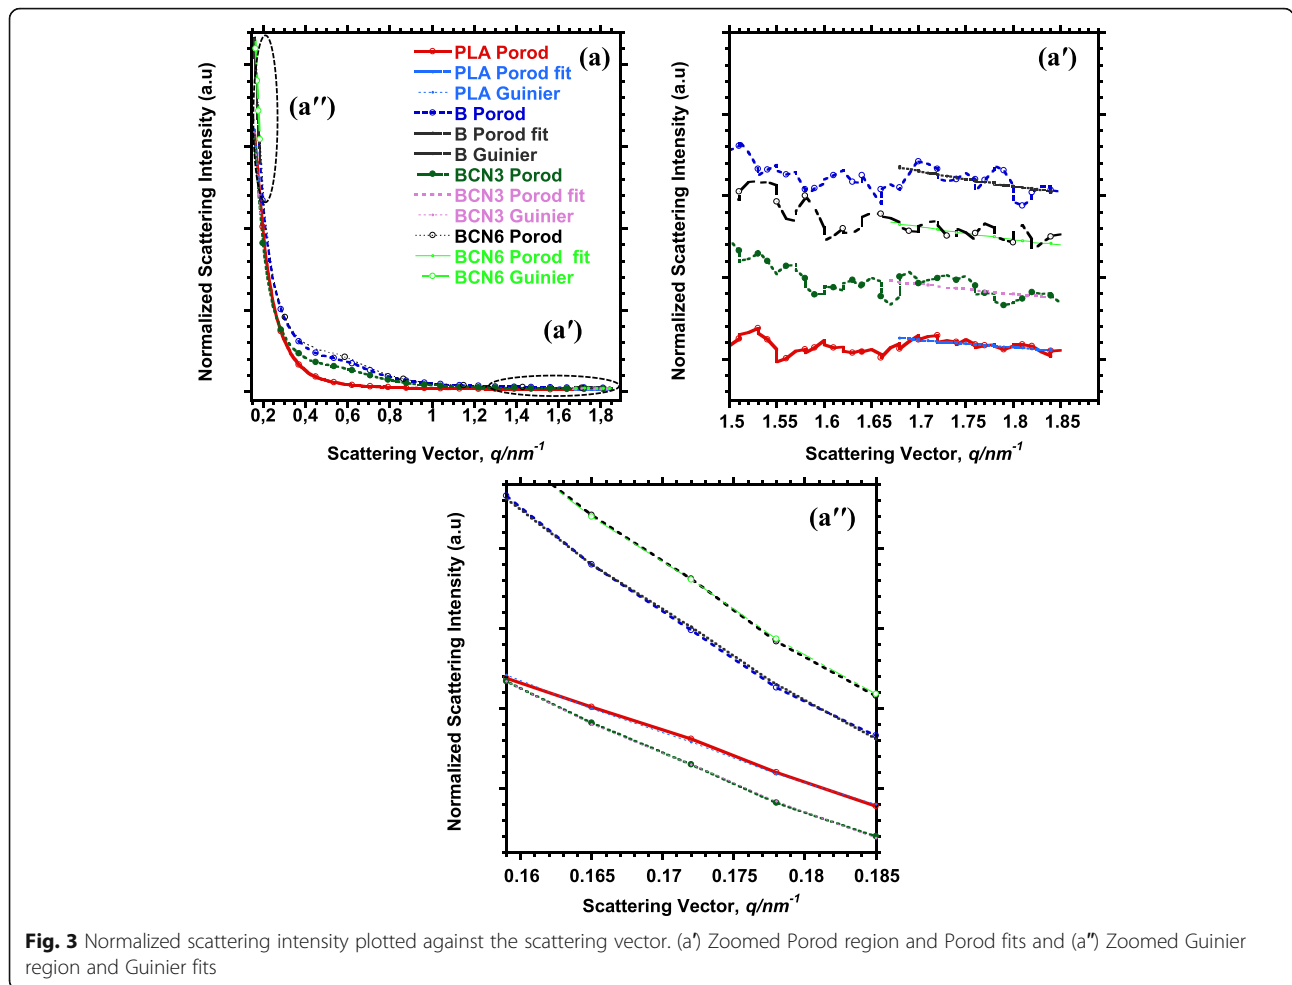 Normalized Scattering Intensity (a.u)
(a)
(a″)
PLA Porod
PLA Porod fit
PLA Guinier
B Porod
B Porod fit
B Guinier
BCN3 Porod
BCN3 Porod fit
BCN3 Guinier
BCN6 Porod
BCN6 Porod fit
BCN6 Guinier
(a′)
0,2 0,4 0,6 0,8 1 1,2 1,4 1,6 1,8
Scattering Vector, q/nm-1
Normalized Scattering Intensity (a.u)
(a′)
1.5 1.55 1.6 1.65 1.7 1.75 1.8 1.85
Scattering Vector, q/nm-1
Normalized Scattering Intensity (a.u)
(a″)
0.16 0.165 0.17 0.175 0.18 0.185
Scattering Vector, q/nm-1
Fig. 3 Normalized scattering intensity plotted against the scattering vector. (a′) Zoomed Porod region and Porod fits and (a″) Zoomed Guinier
region and Guinier fits